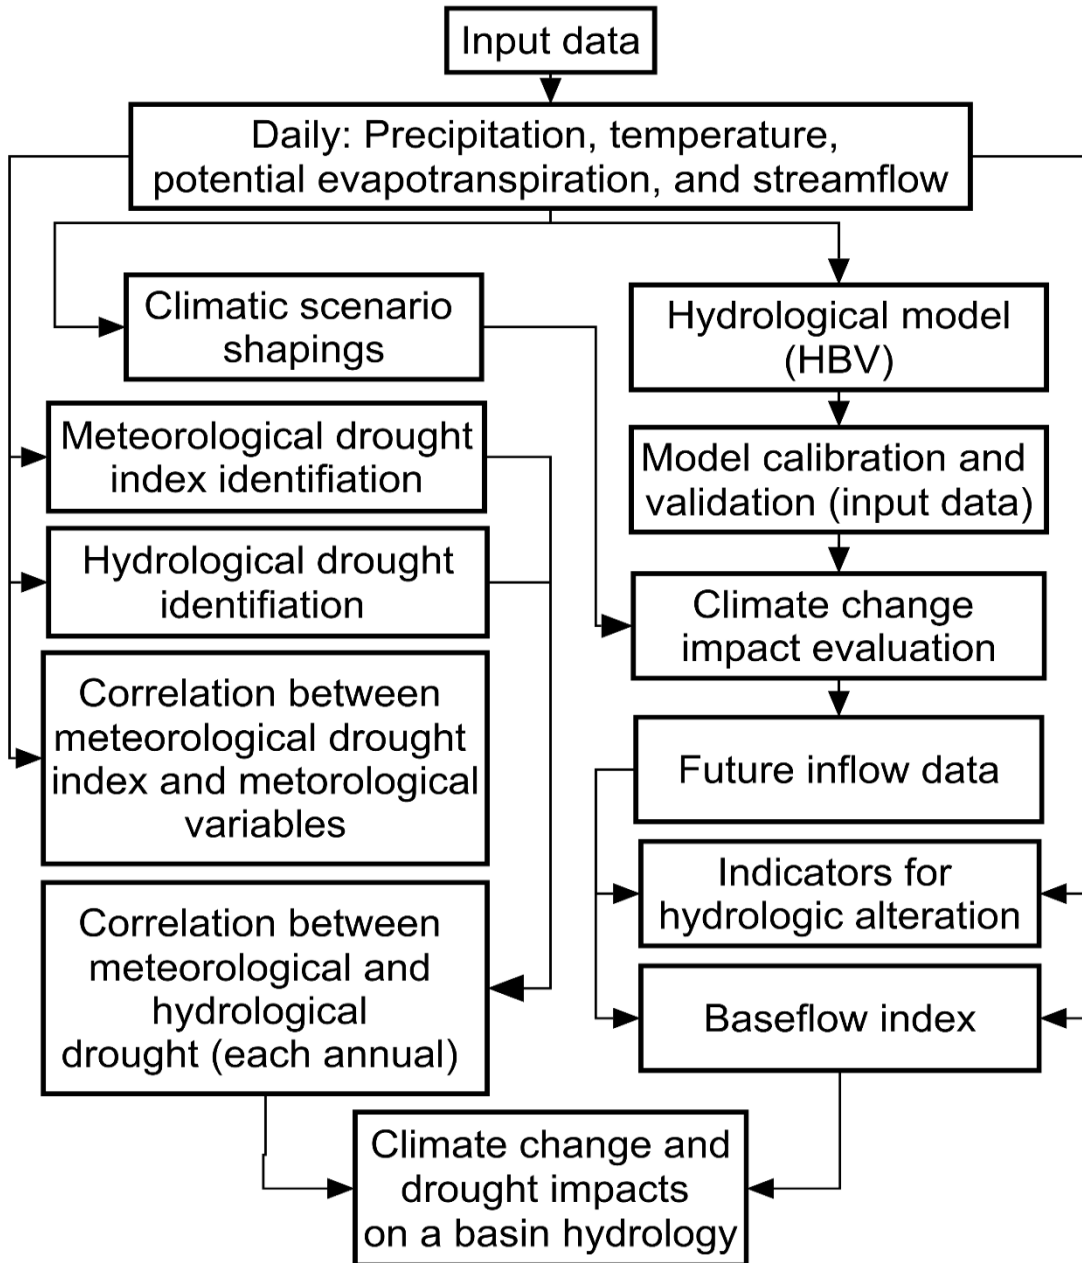 Input data
Daily: Precipitation, temperature,
potential evapotranspiration, and streamflow
Climatic scenario
shapings
Hydrological model
(HBV)
Meteorological drought
index identifiation
Model calibration and
validation (input data)
Hydrological drought
identifiation
Climate change
impact evaluation
Correlation between
meteorological drought
index and metorological
variables
Future inflow data
Indicators for
hydrologic alteration
Correlation between
meteorological and
hydrological
drought (each annual)
Baseflow index
Climate change and
drought impacts
on a basin hydrology